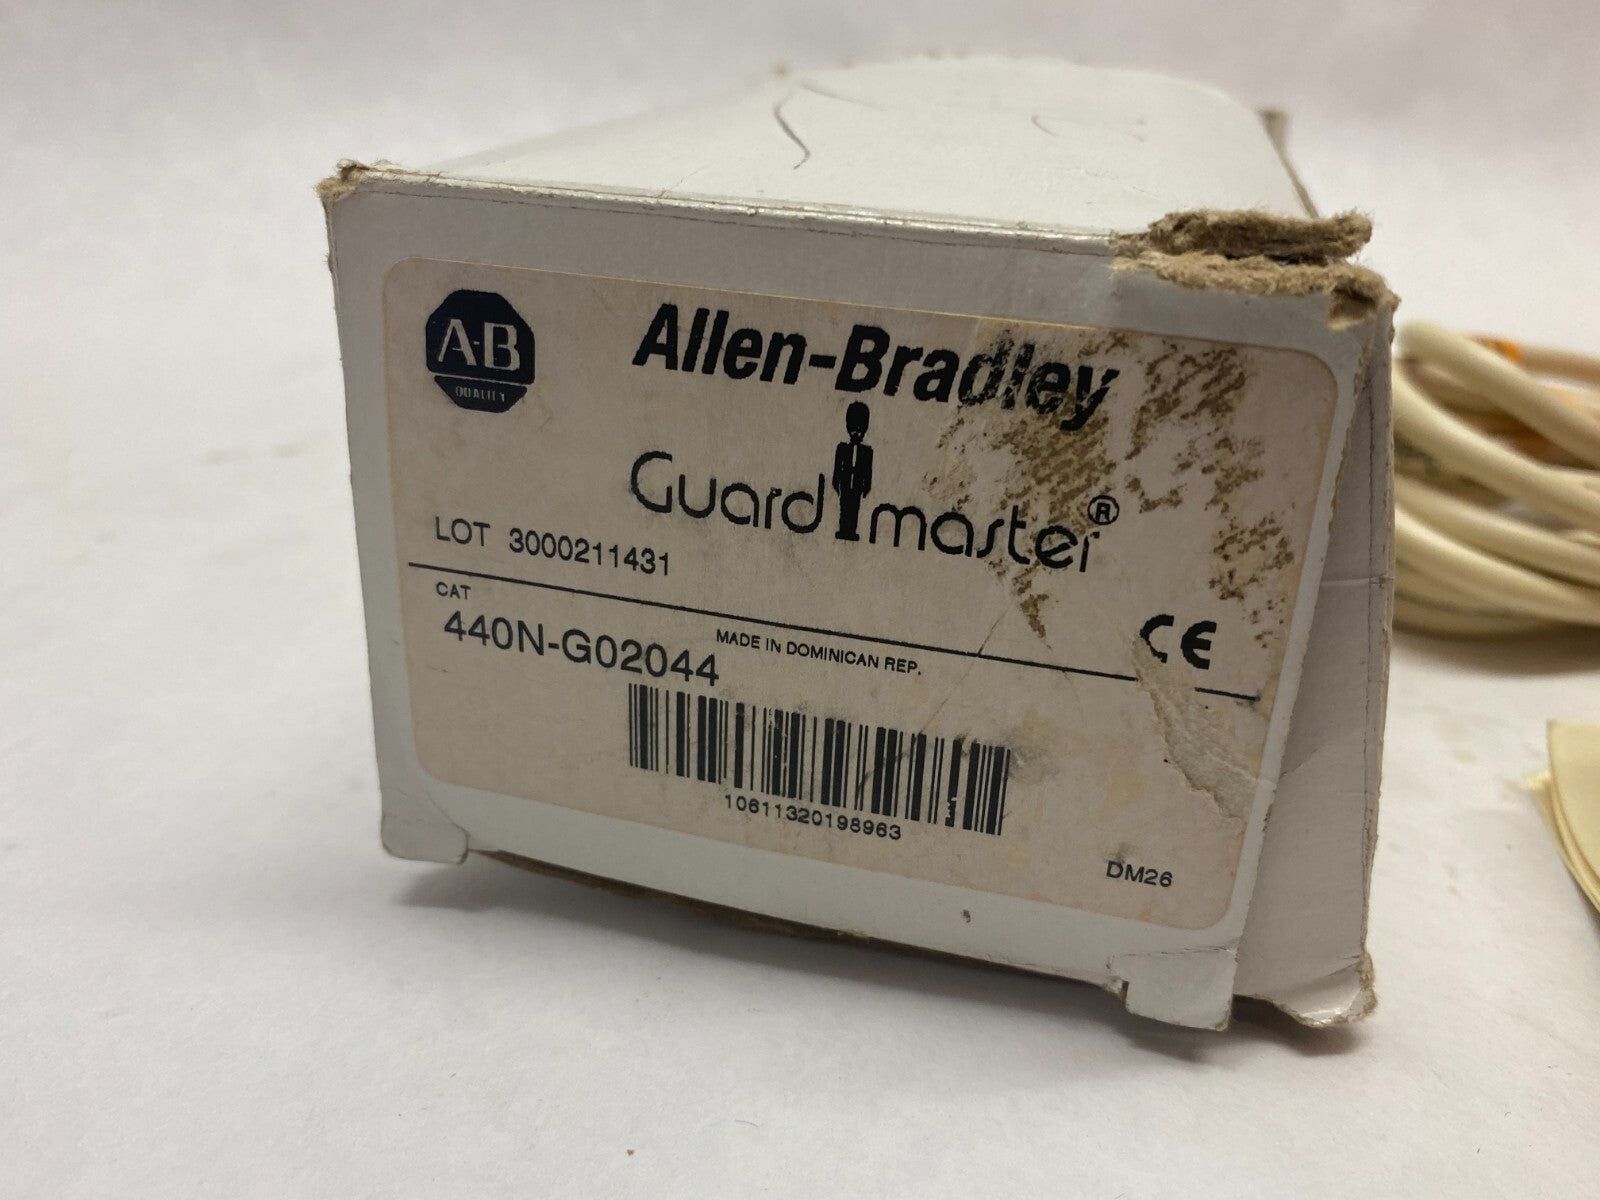 A-B
QUALITY
Allen-Bradley
Guardmaster®
LOT 3000211431
CAT
440N-G02044
MADE IN DOMINICAN REP.
CE
10611320198963
DM26